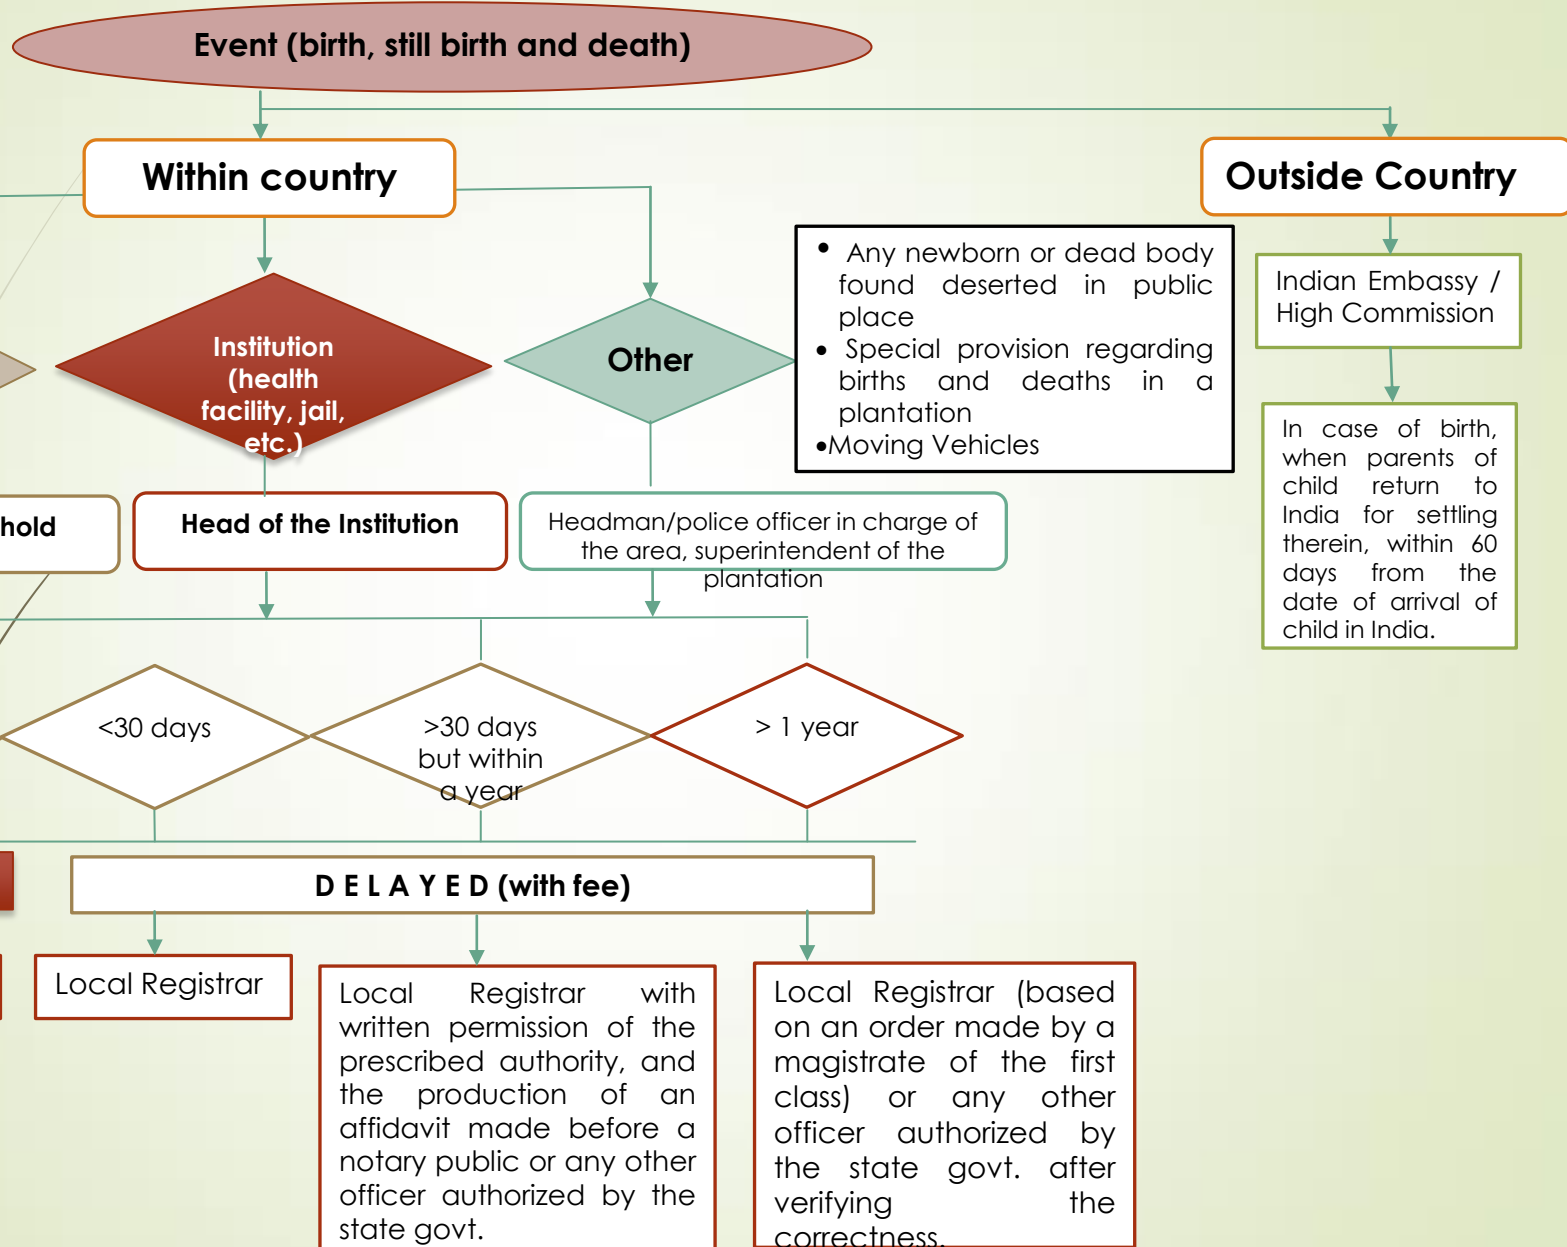 Event (birth, still birth and death)
Within country
Outside Country
Institution
(health
facility, jail,
etc.)
Other
• Any newborn or dead body
found deserted in public
place
• Special provision regarding
births and deaths in a
plantation
•Moving Vehicles
Indian Embassy /
High Commission
In case of birth,
when parents of
child return to
India for settling
therein, within 60
days from the
date of arrival of
child in India.
hold
Head of the Institution
Headman/police officer in charge of
the area, superintendent of the
plantation
<30 days
>30 days
but within
a year
> 1 year
D E L A Y E D (with fee)
Local Registrar
Local Registrar with
written permission of the
prescribed authority, and
the production of an
affidavit made before a
notary public or any other
officer authorized by the
state govt.
Local Registrar (based
on an order made by a
magistrate of the first
class) or any other
officer authorized by
the state govt. after
verifying the
correctness.